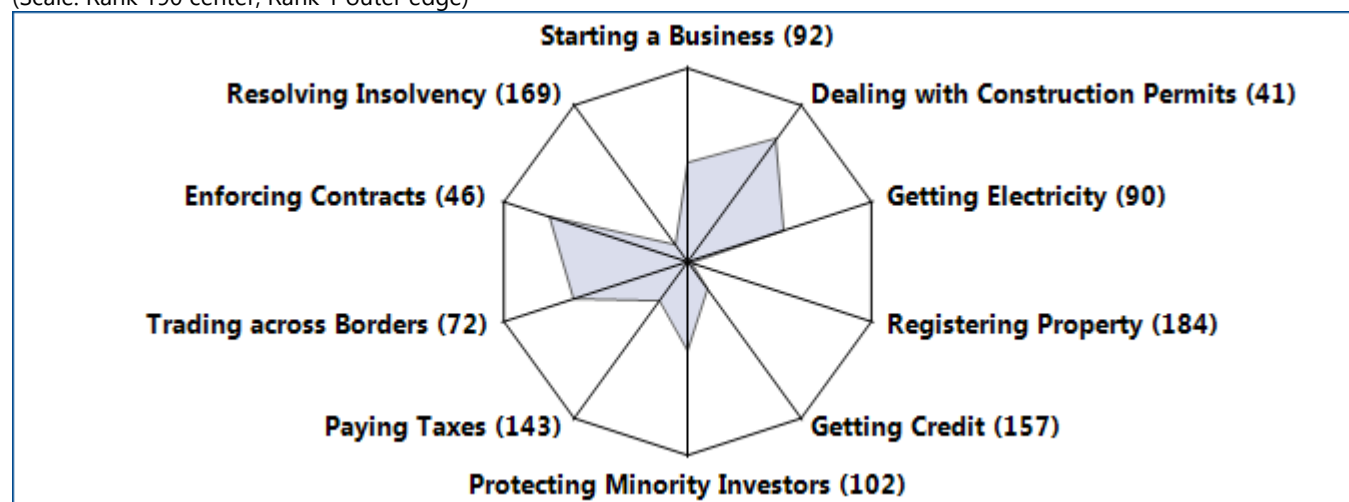 (Scale: Rank 190 center, Rank 1 outer edge)
Starting a Business (92)
Resolving Insolvency (169)
Dealing with Construction Permits (41)
Enforcing Contracts (46)
Getting Electricity (90)
Trading across Borders (72)
Registering Property (184)
Paying Taxes (143)
Getting Credit (157)
Protecting Minority Investors (102)